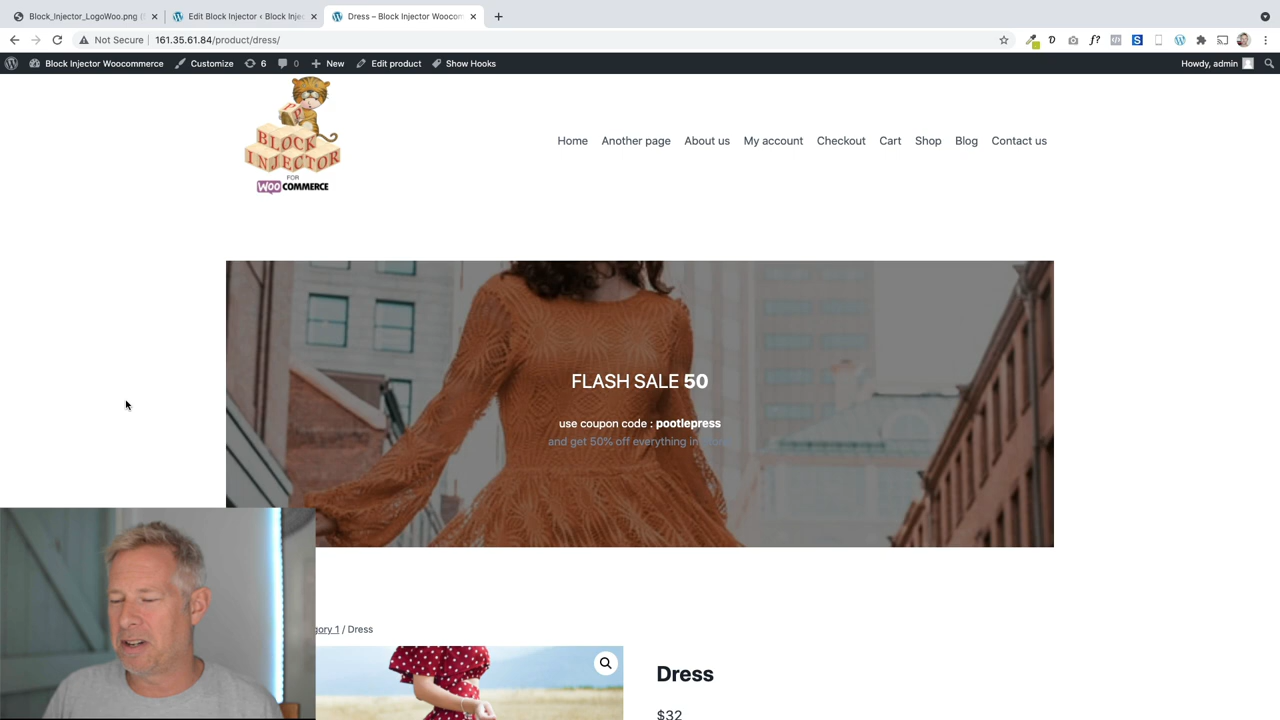 Block_Injector_LogoWoo.png (
Edit Block Injector ‹ Block Injec
Dress – Block Injector Woocom
Not Secure
161.35.61.84/product/dress/
Block Injector Woocommerce
Customize
6
0
New
Edit product
Show Hooks
Howdy, admin
BLOCK
INJECTOR
FOR
WOO COMMERCE
Home
Another page
About us
My account
Checkout
Cart
Shop
Blog
Contact us
FLASH SALE 50
use coupon code : pootlepress
and get 50% off everything in store
gory 1 / Dress
Dress
$32